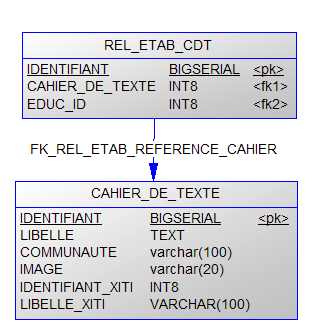 REL_ETAB_CDT
IDENTIFIANT BIGSERIAL <pk>
CAHIER_DE_TEXTE INT8 <fk1>
EDUC_ID INT8 <fk2>
FK_REL_ETAB_REFERENCE_CAHIER
CAHIER_DE_TEXTE
IDENTIFIANT BIGSERIAL <pk>
LIBELLE TEXT
COMMUNAUTE varchar(100)
IMAGE varchar(20)
IDENTIFIANT_XITI INT8
LIBELLE_XITI VARCHAR(100)